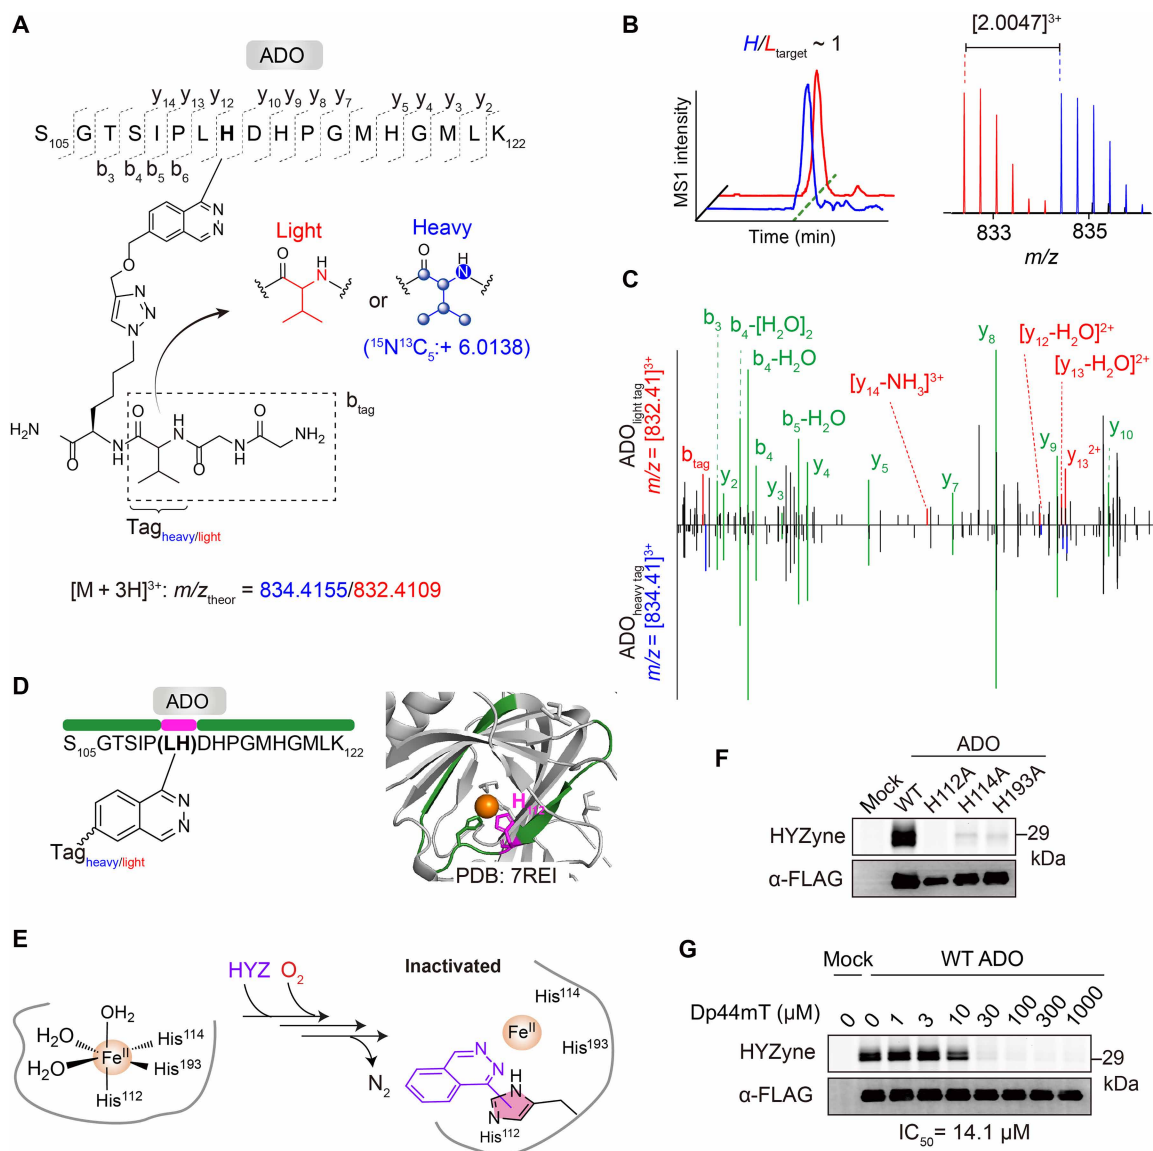 A
ADO
y14 y13 y12 y10 y9 y8 y7 y5 y4 y3 y2
S105 G T S I P L H D H P G M H G M L K122
b3 b4 b5 b6
N
N
O
O
N
N
N
Light
O
H
N
or
Heavy
O
H
N
(15N13C5:+ 6.0138)
btag
H2N
O
N
H
O
H
N
O
N
H
O
NH2
Tagheavy/light
[M + 3H]3+: m/ztheor = 834.4155/832.4109
B
H/Ltarget ~ 1
MS1 intensity
Time (min)
[2.0047]3+
833
835
m/z
C
ADOlight tag
m/z = [832.41]3+
ADOheavy tag
m/z = [834.41]3+
btag
b3
y2
b4-[H2O]2
b4-H2O
b4
y3
b5-H2O
y4
y5
[y14-NH3]3+
y7
y8
[y12-H2O]2+
[y13-H2O]2+
y9
y13 2+
y10
D
ADO
S105GTSIP(LH)DHPGMHGMLK122
N
N
Tagheavy/light
H113
PDB: 7REI
E
OH2
H2O
H2O
FeII
His114
His193
His112
HYZ O2
N2
Inactivated
His114
FeII
His193
N
N
H
N
N
His112
F
ADO
Mock
WT
H112A
H114A
H193A
HYZyne
29
kDa
α-FLAG
G
Mock
WT ADO
Dp44mT (μM)
0 0 1 3 10 30 100 300 1000
HYZyne
29
kDa
α-FLAG
IC50= 14.1 μM